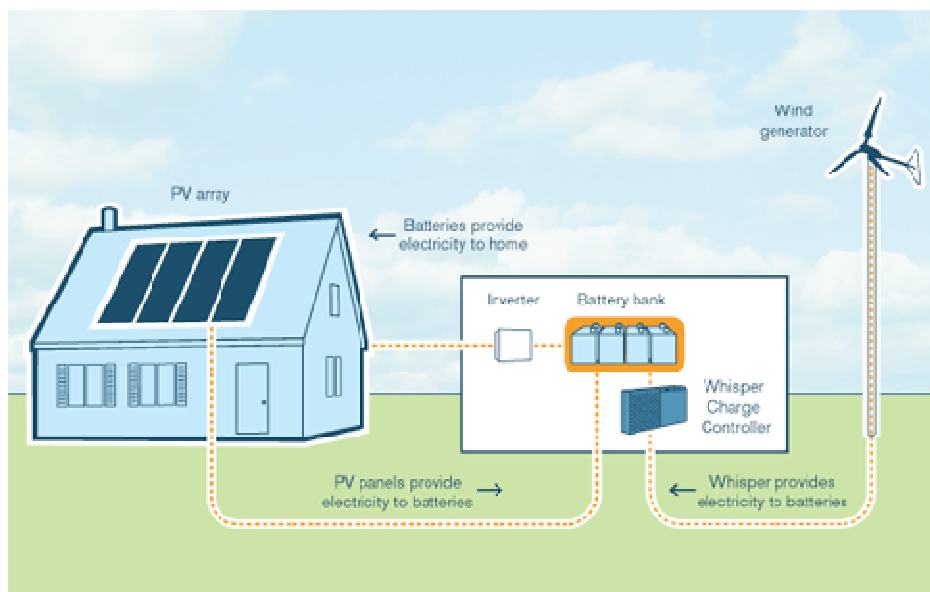 Wind
generator
PV array
Batteries provide
electricity to home
Inverter
Battery bank
Whisper
Charge
Controller
PV panels provide
electricity to batteries
Whisper provides
electricity to batteries